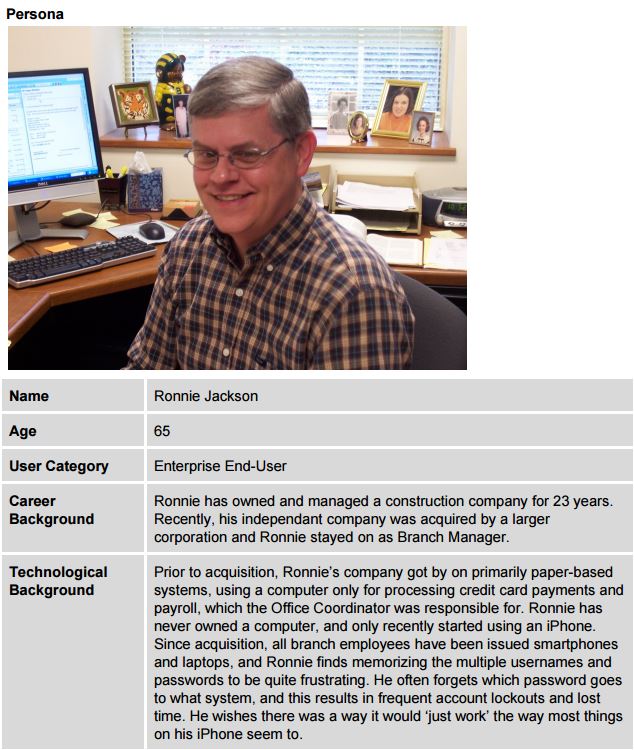 Persona
DELL
Name
Ronnie Jackson
Age
65
User Category
Enterprise End-User
Career
Background
Ronnie has owned and managed a construction company for 23 years.
Recently, his independant company was acquired by a larger
corporation and Ronnie stayed on as Branch Manager.
Technological
Background
Prior to acquisition, Ronnie's company got by on primarily paper-based
systems, using a computer only for processing credit card payments and
payroll, which the Office Coordinator was responsible for. Ronnie has
never owned a computer, and only recently started using an iPhone.
Since acquisition, all branch employees have been issued smartphones
and laptops, and Ronnie finds memorizing the multiple usernames and
passwords to be quite frustrating. He often forgets which password goes
to what system, and this results in frequent account lockouts and lost
time. He wishes there was a way it would ‘just work’ the way most things
on his iPhone seem to.